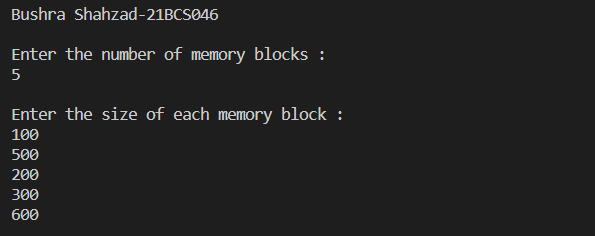 Bushra Shahzad-21BCS046
Enter the number of memory blocks :
5
Enter the size of each memory block :
100
500
200
300
600